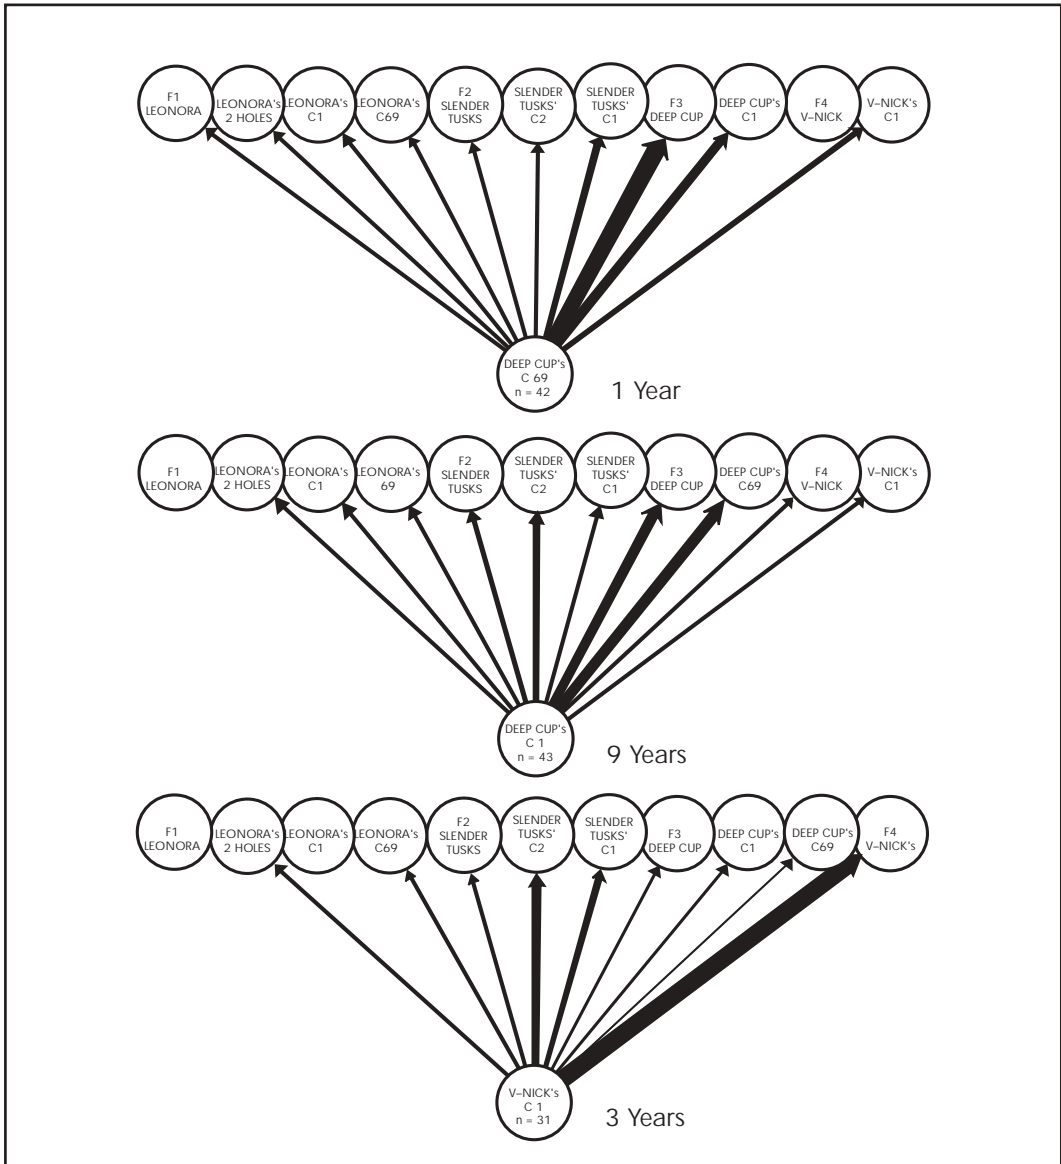 F1
LEONORA
LEONORA's
2 HOLES
LEONORA's
C1
LEONORA's
C69
F2
SLENDER
TUSKS
SLENDER
TUSKS'
C2
SLENDER
TUSKS'
C1
F3
DEEP CUP
DEEP CUP's
C1
F4
V–NICK
V–NICK's
C1
DEEP CUP's
C 69
n = 42
1 Year
F1
LEONORA
LEONORA's
2 HOLES
LEONORA's
C1
LEONORA's
69
F2
SLENDER
TUSKS
SLENDER
TUSKS'
C2
SLENDER
TUSKS'
C1
F3
DEEP CUP
DEEP CUP's
C69
F4
V–NICK
V–NICK's
C1
DEEP CUP's
C 1
n = 43
9 Years
F1
LEONORA
LEONORA's
2 HOLES
LEONORA's
C1
LEONORA's
C69
F2
SLENDER
TUSKS
SLENDER
TUSKS'
C2
SLENDER
TUSKS'
C1
F3
DEEP CUP
DEEP CUP's
C1
DEEP CUP's
C69
F4
V–NICK's
V–NICK's
C 1
n = 31
3 Years